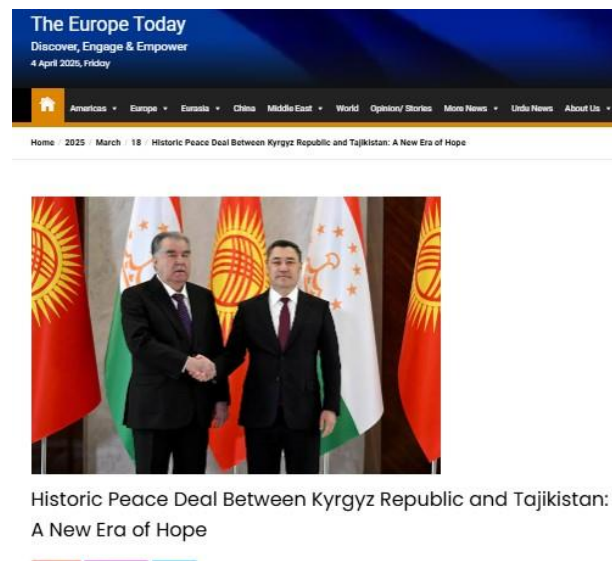 The Europe Today
Discover, Engage & Empower
4 April 2025, Friday
Americas Europe Eurasia China Middle East World Opinion/ Stories More News Urdu News About Us
Home / 2025 / March / 18 / Historic Peace Deal Between Kyrgyz Republic and Tajikistan: A New Era of Hope
Historic Peace Deal Between Kyrgyz Republic and Tajikistan:
A New Era of Hope